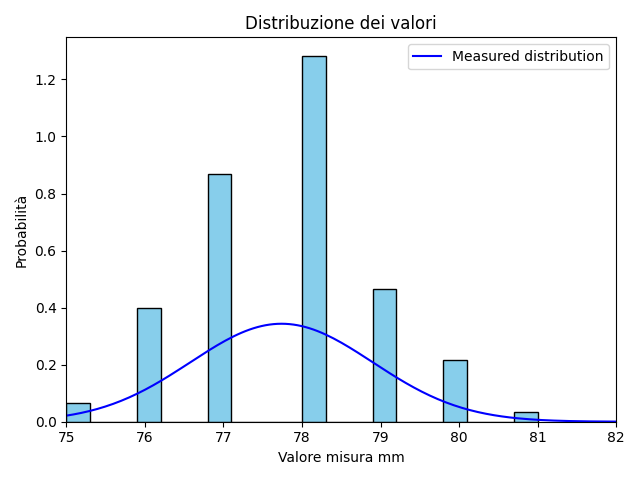 Distribuzione dei valori
Measured distribution
Probabilità
1.2
1.0
0.8
0.6
0.4
0.2
0.0
75 76 77 78 79 80 81 82
Valore misura mm